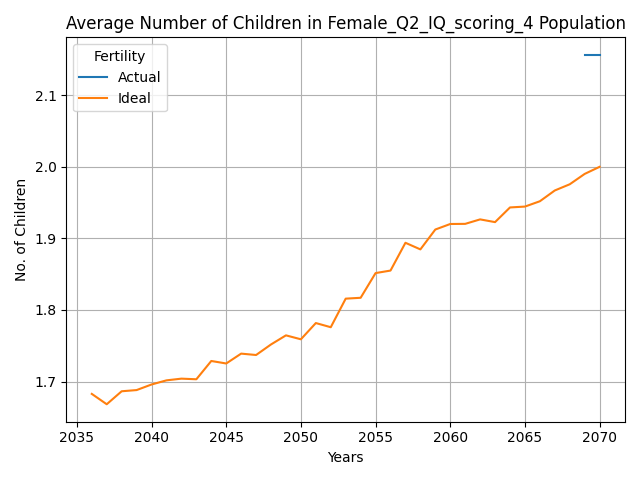 Average Number of Children in Female_Q2_IQ_scoring_4 Population
Fertility
Actual
Ideal
No. of Children
2.1
2.0
1.9
1.8
1.7
2035 2040 2045 2050 2055 2060 2065 2070
Years